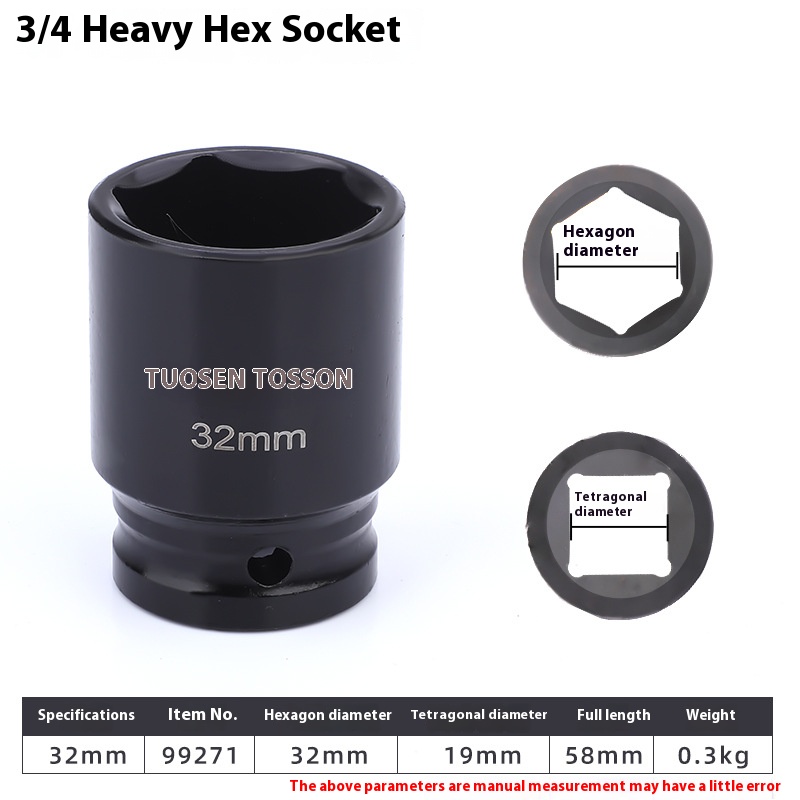 3/4 Heavy Hex Socket
Hexagon
diameter
TUOSEN TOSSON
32mm
Tetragonal
diameter
Specifications Item No. Hexagon diameter Tetragonal diameter Full length Weight
32mm 99271 32mm 19mm 58mm 0.3kg
The above parameters are manual measurement may have a little error